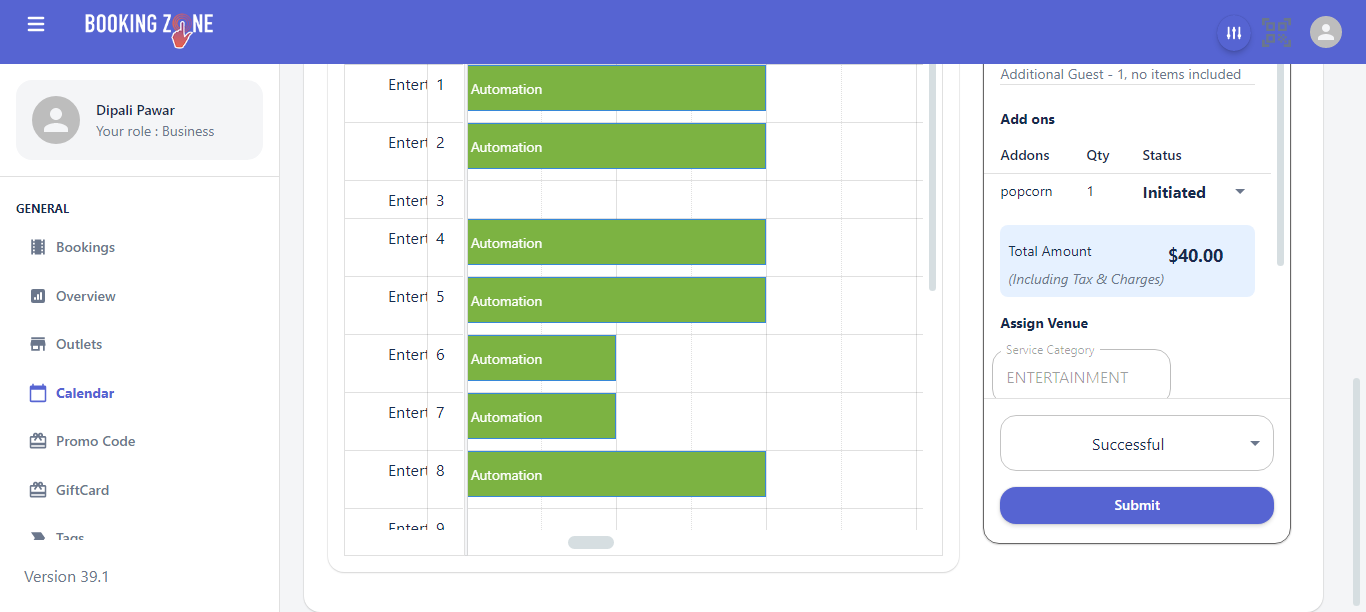 BOOKING ZONE
Dipali Pawar
Your role : Business
GENERAL
Bookings
Overview
Outlets
Calendar
Promo Code
GiftCard
Tags
Version 39.1
Entert 1 Automation
Entert 2 Automation
Entert 3
Entert 4 Automation
Entert 5 Automation
Entert 6 Automation
Entert 7 Automation
Entert 8 Automation
Entert 9
Additional Guest - 1, no items included
Add ons
Addons Qty Status
popcorn 1 Initiated
Total Amount $40.00
(Including Tax & Charges)
Assign Venue
Service Category
ENTERTAINMENT
Successful
Submit